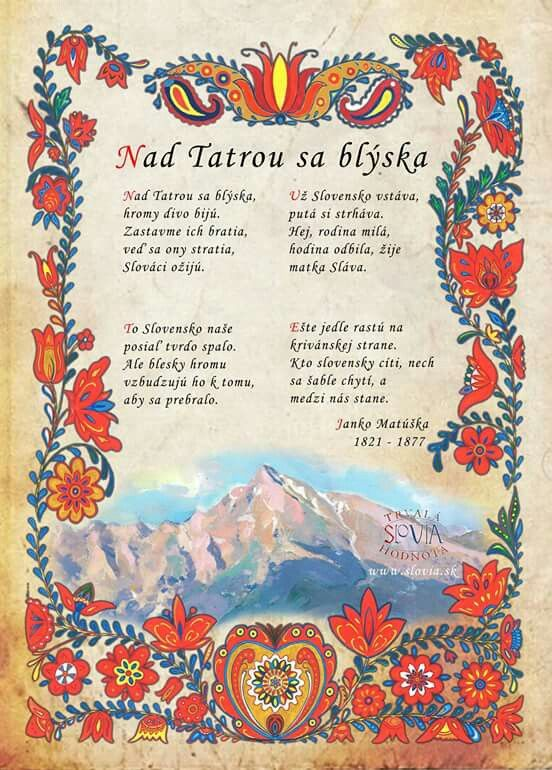 Nad Tatrou sa blýska
Nad Tatrou sa blýska,
hromy divo bijú.
Zastavme ich bratia,
veď sa ony stratia,
Slováci ožijú.
To Slovensko naše
posiaľ tvrdo spalo.
Ale blesky hromu
vzbudzujú ho k tomu,
aby sa prebralo.
Už Slovensko vstáva,
putá si strháva.
Hej, rodina milá,
hodina odbila, žije
matka Sláva.
Ešte jedle rastú na
krivánskej strane.
Kto slovensky cíti, nech
sa šable chytí, a
medzi nás stane.
Janko Matúška
1821 - 1877
TRVALÁ
SLOVIA
HODNOTA
www.slovia.sk